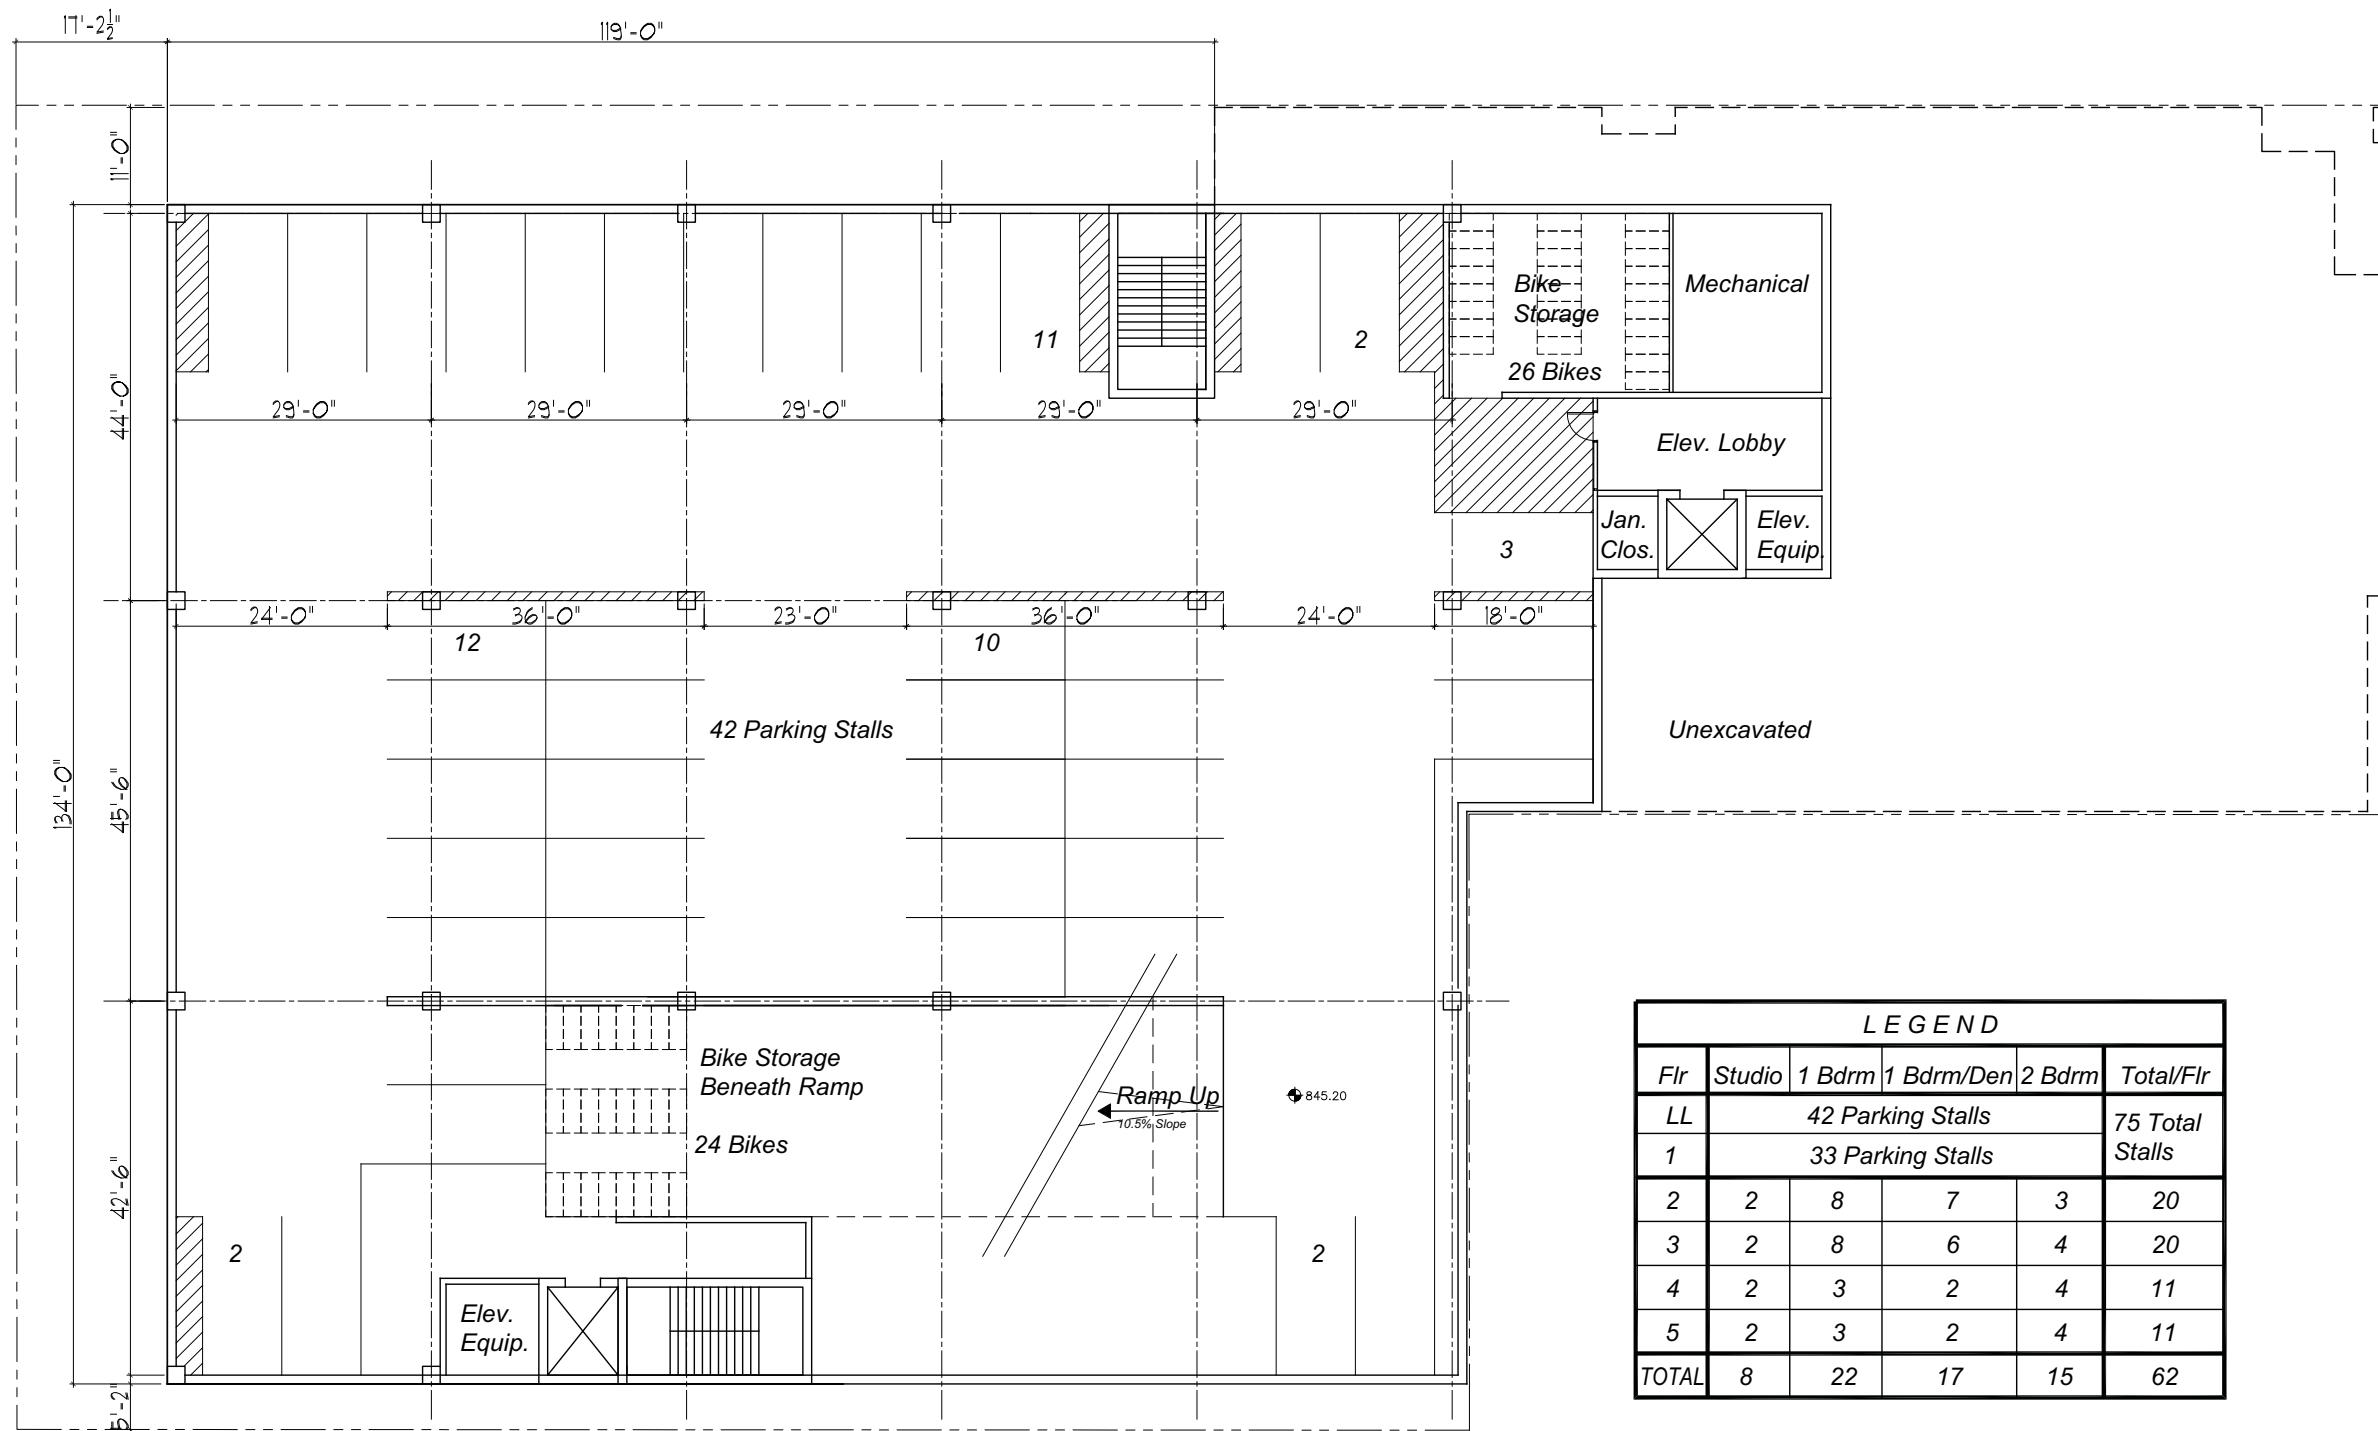 17'-2½"
119'-0"
11'-0"
44'-0"
134'-0"
45'-6"
42'-6"
5'-2"
11
2
Bike
Storage
26 Bikes
Mechanical
29'-0"
29'-0"
29'-0"
29'-0"
29'-0"
Elev. Lobby
Jan.
Clos.
Elev.
Equip.
3
24'-0"
36'-0"
23'-0"
36'-0"
24'-0"
18'-0"
12
10
42 Parking Stalls
Unexcavated
Bike Storage
Beneath Ramp
24 Bikes
Ramp Up
10.5% Slope
845.20
2
2
Elev.
Equip.
LEGEND
Flr Studio 1 Bdrm 1 Bdrm/Den 2 Bdrm Total/Flr
LL 42 Parking Stalls
75 Total
Stalls
1 33 Parking Stalls
2 2 8 7 3 20
3 2 8 6 4 20
4 2 3 2 4 11
5 2 3 2 4 11
TOTAL 8 22 17 15 62